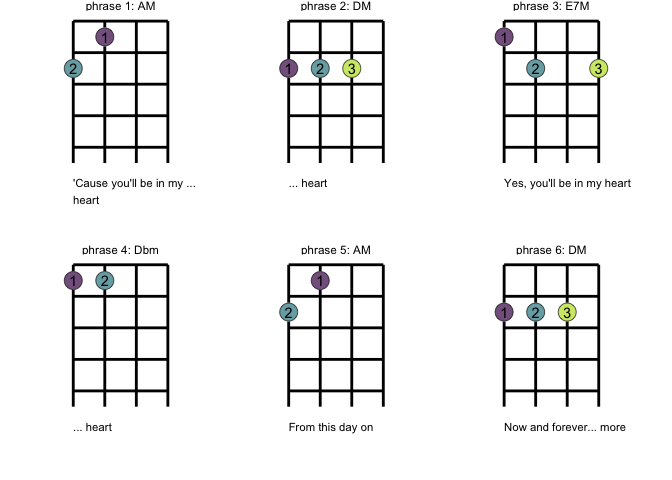 phrase 1: AM
1
2
'Cause you'll be in my ...
heart
phrase 2: DM
1 2 3
... heart
phrase 3: E7M
1
2 3
Yes, you'll be in my heart
phrase 4: Dbm
1 2
... heart
phrase 5: AM
1
2
From this day on
phrase 6: DM
1 2 3
Now and forever... more